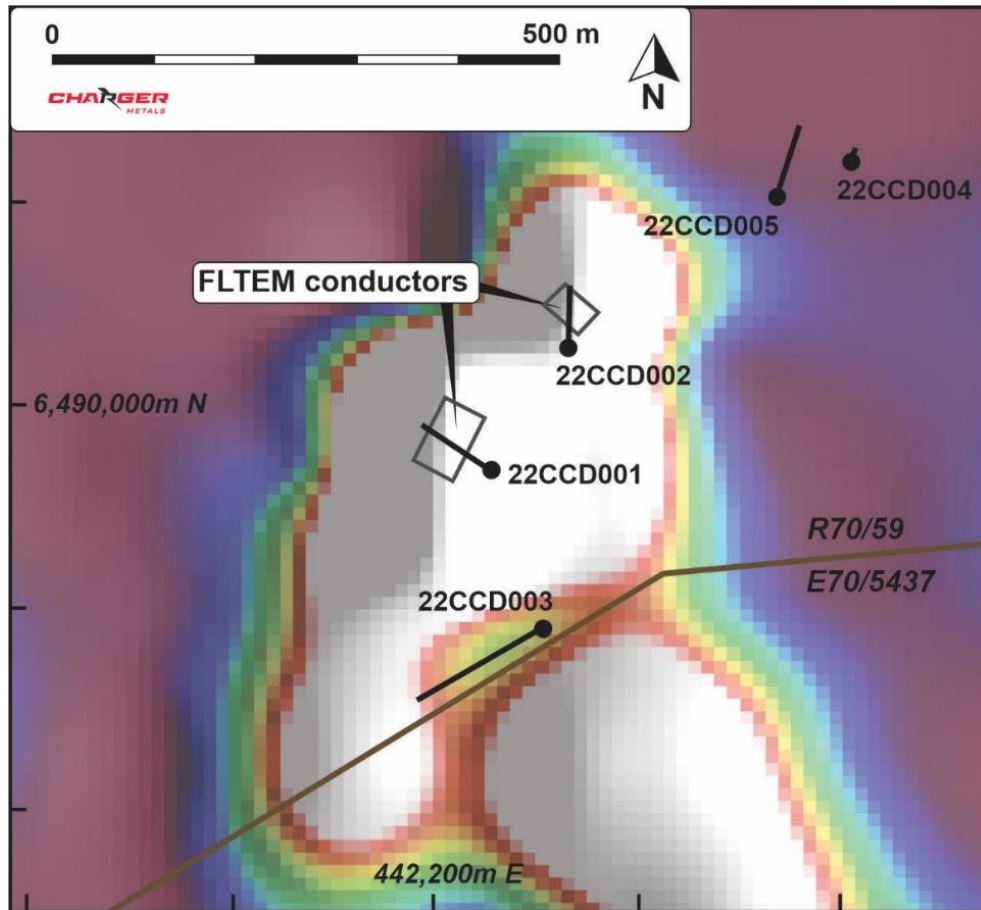 0 500 m
CHARGER
METALS
N
22CCD004
22CCD005
FLTEM conductors
22CCD002
6,490,000m N
22CCD001
R70/59
E70/5437
22CCD003
442,200m E